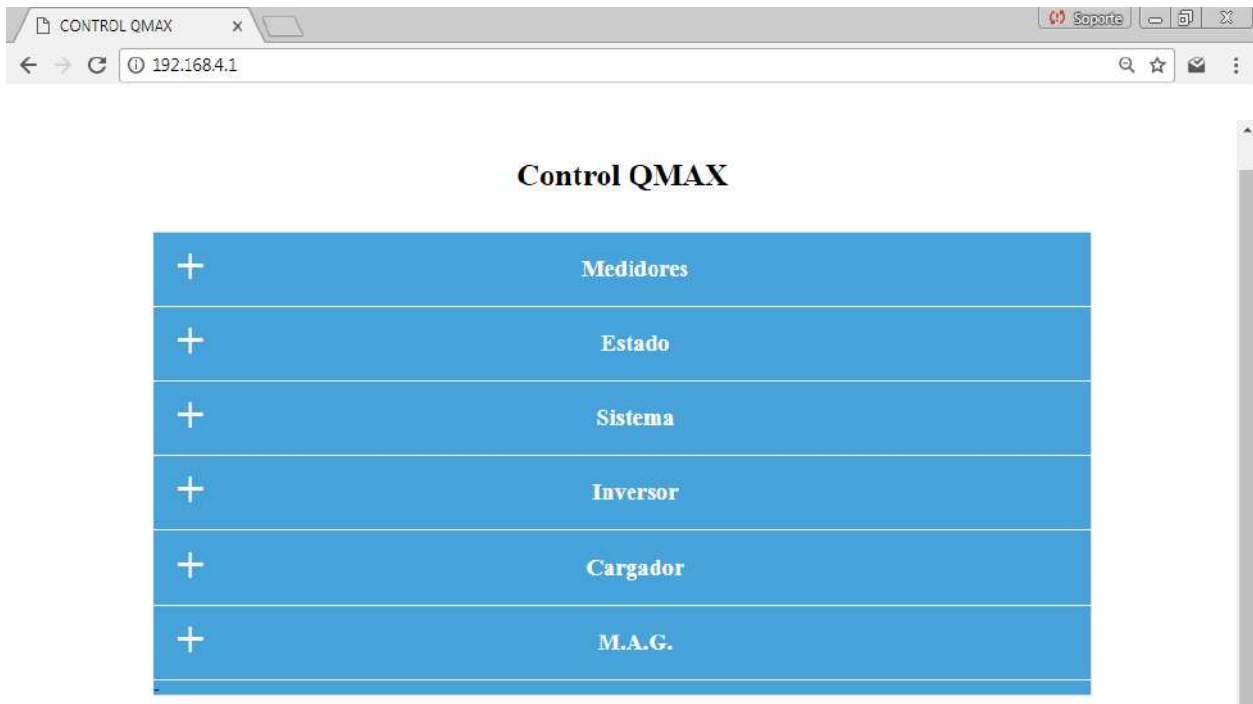 CONTROL QMAX
Soporte
192.168.4.1
Control QMAX
Medidores
Estado
Sistema
Inversor
Cargador
M.A.G.
-